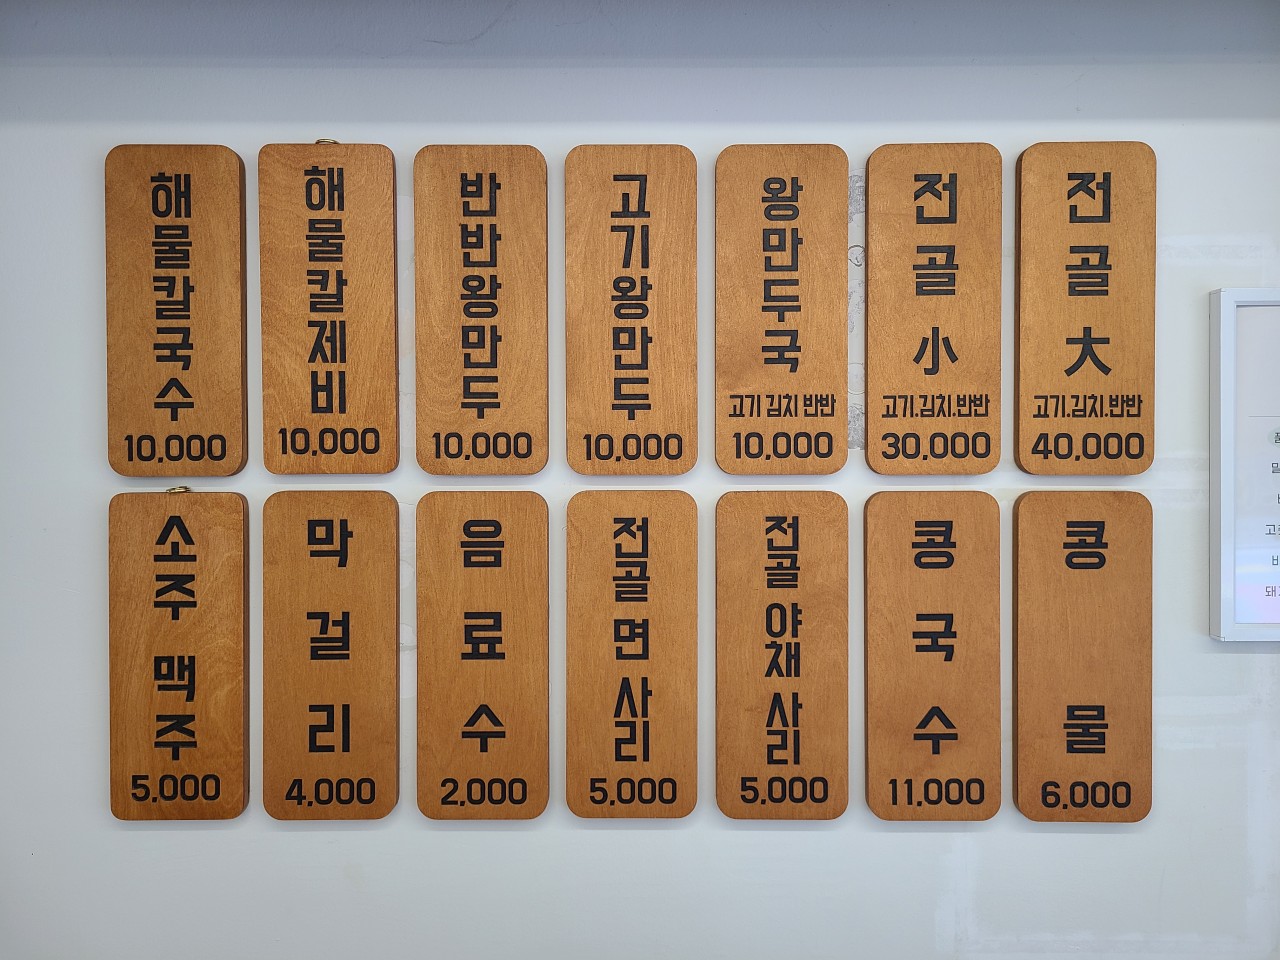 해물칼국수
10,000
해물칼제비
10,000
반반왕만두
10,000
고기왕만두
10,000
왕만두국
고기 김치 반반
10,000
전골 小
고기.김치.반반
30,000
전골 大
고기.김치.반반
40,000
소주 맥주
5,000
막걸리
4,000
음료수
2,000
전골 면 사리
5,000
전골 야채 사리
5,000
콩국수
11,000
콩물
6,000